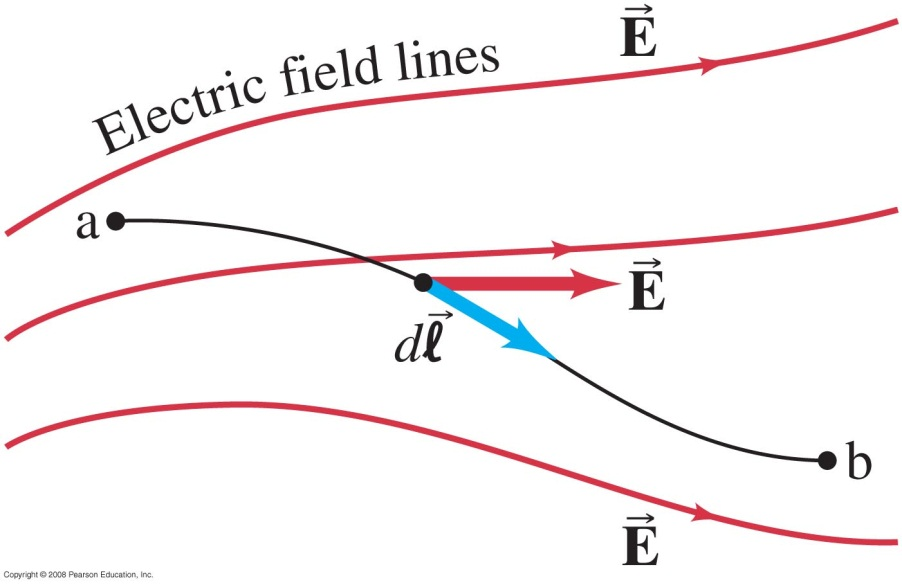 E⃗
Electric field lines
a
E⃗
dℓ⃗
b
E⃗
Copyright © 2008 Pearson Education, Inc.